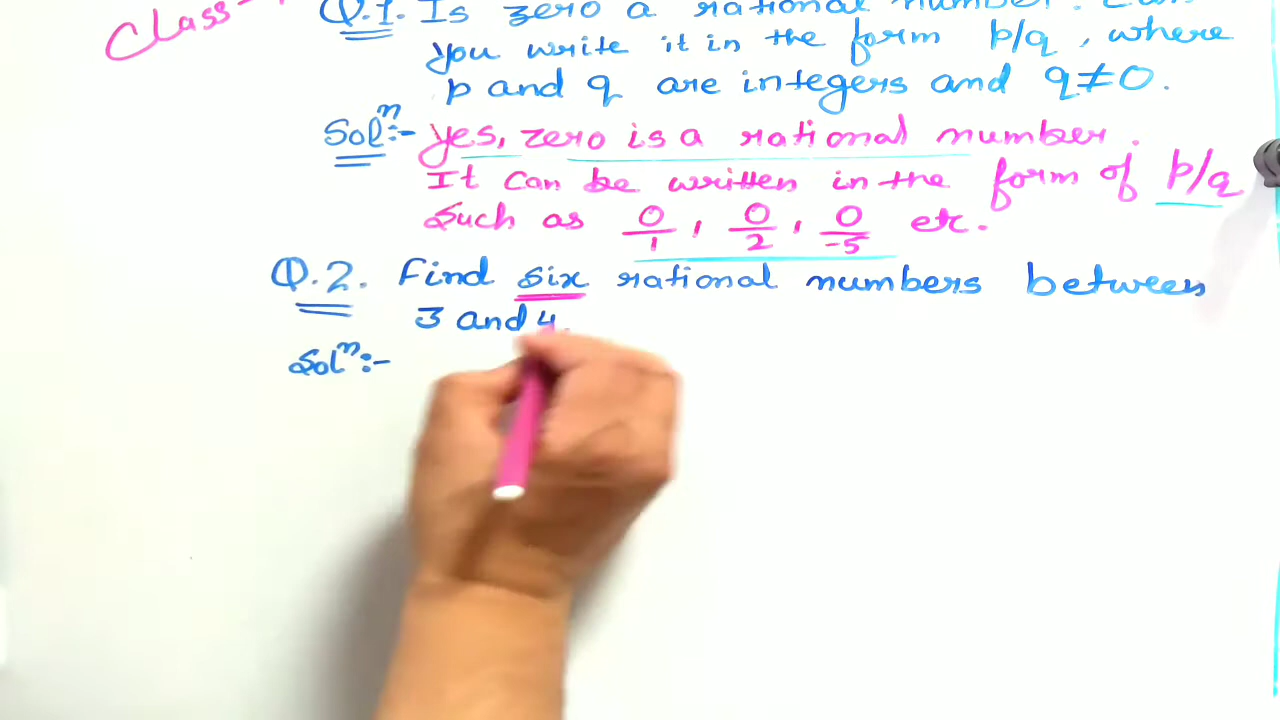 Class-
Q.1. Is zero a rational number.
you write it in the form p/q, where
p and q are integers and q≠0.
Solⁿ:- Yes, zero is a rational number.
It can be written in the form of p/q
Such as 0/1, 0/2, 0/-5 etc.
Q.2. Find six rational numbers between
3 and 4.
Solⁿ:-